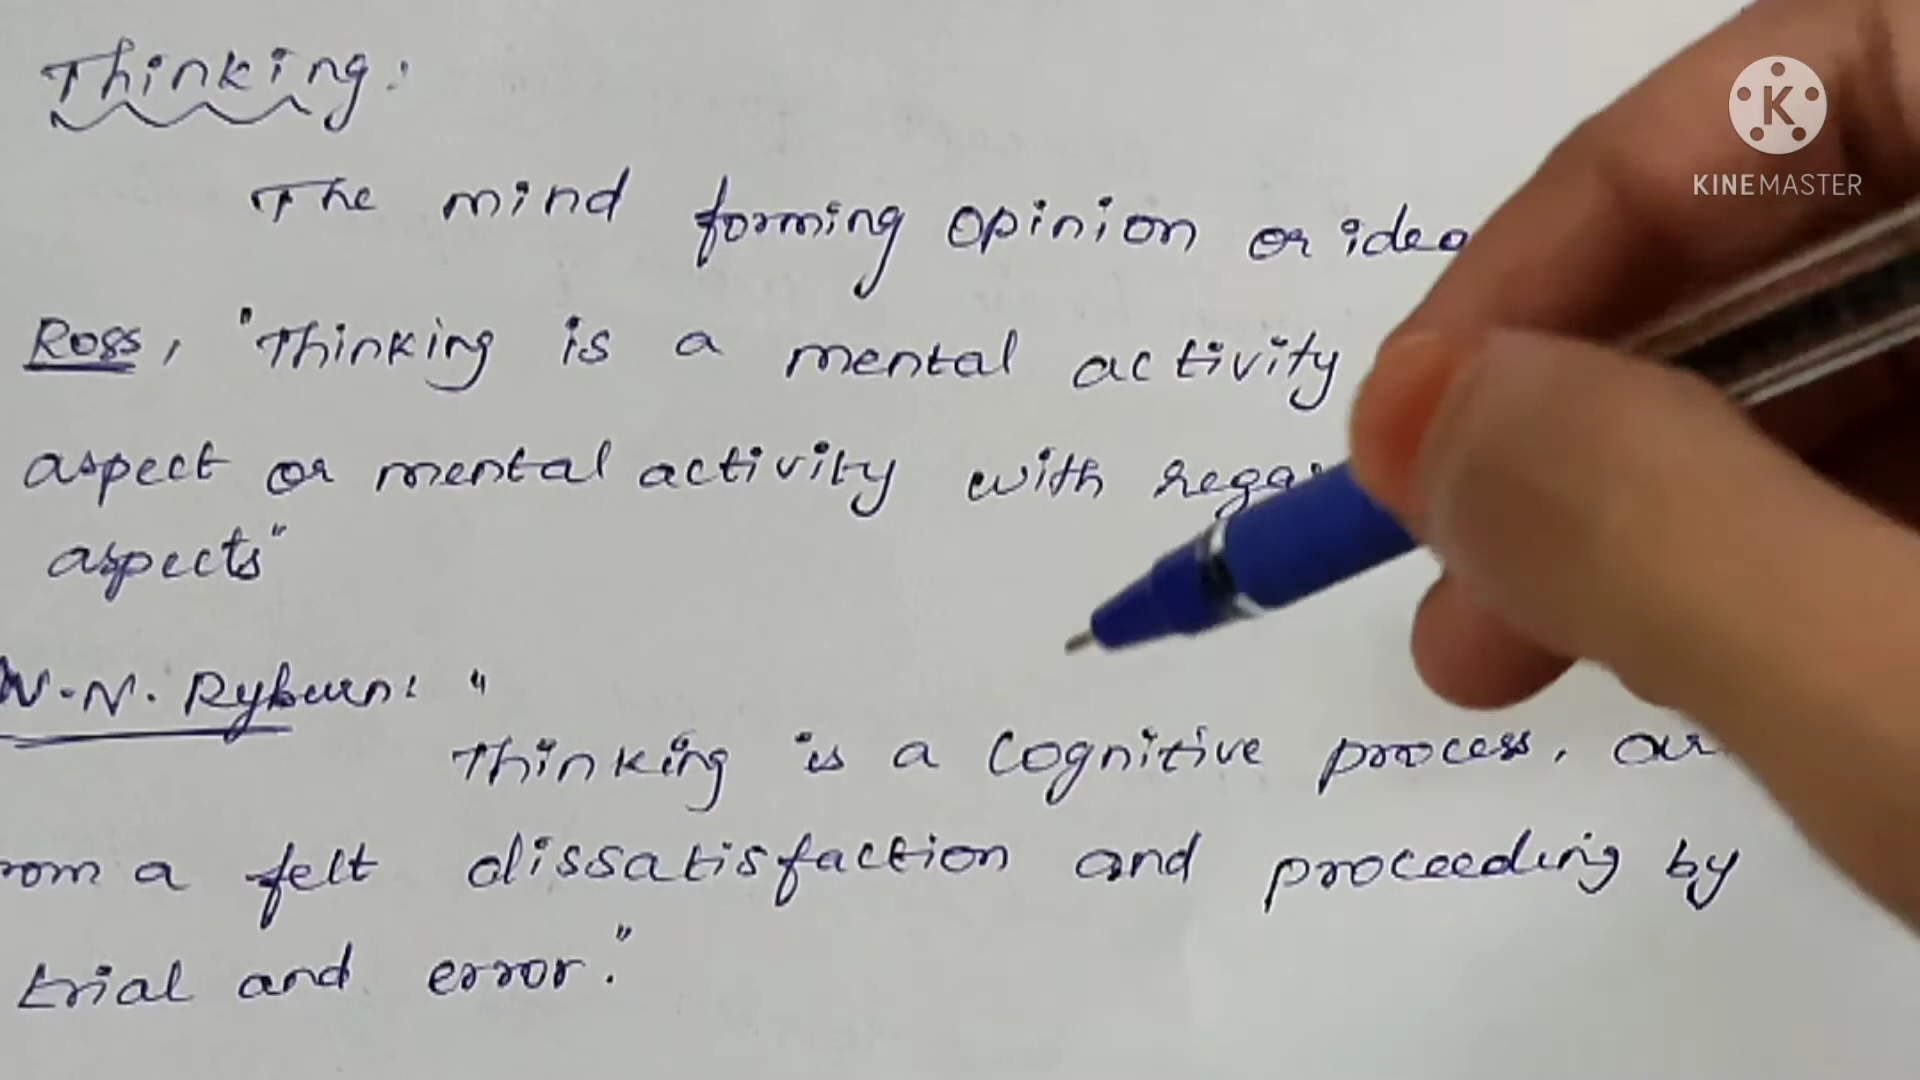 Thinking:
The mind forming opinion or idea
Ross, "Thinking is a mental activity
aspect or mental activity with
aspects"
W.N. Ryburn: "
Thinking is a cognitive process,
a felt dissatisfaction and proceeding by
trial and error."
K
KINEMASTER